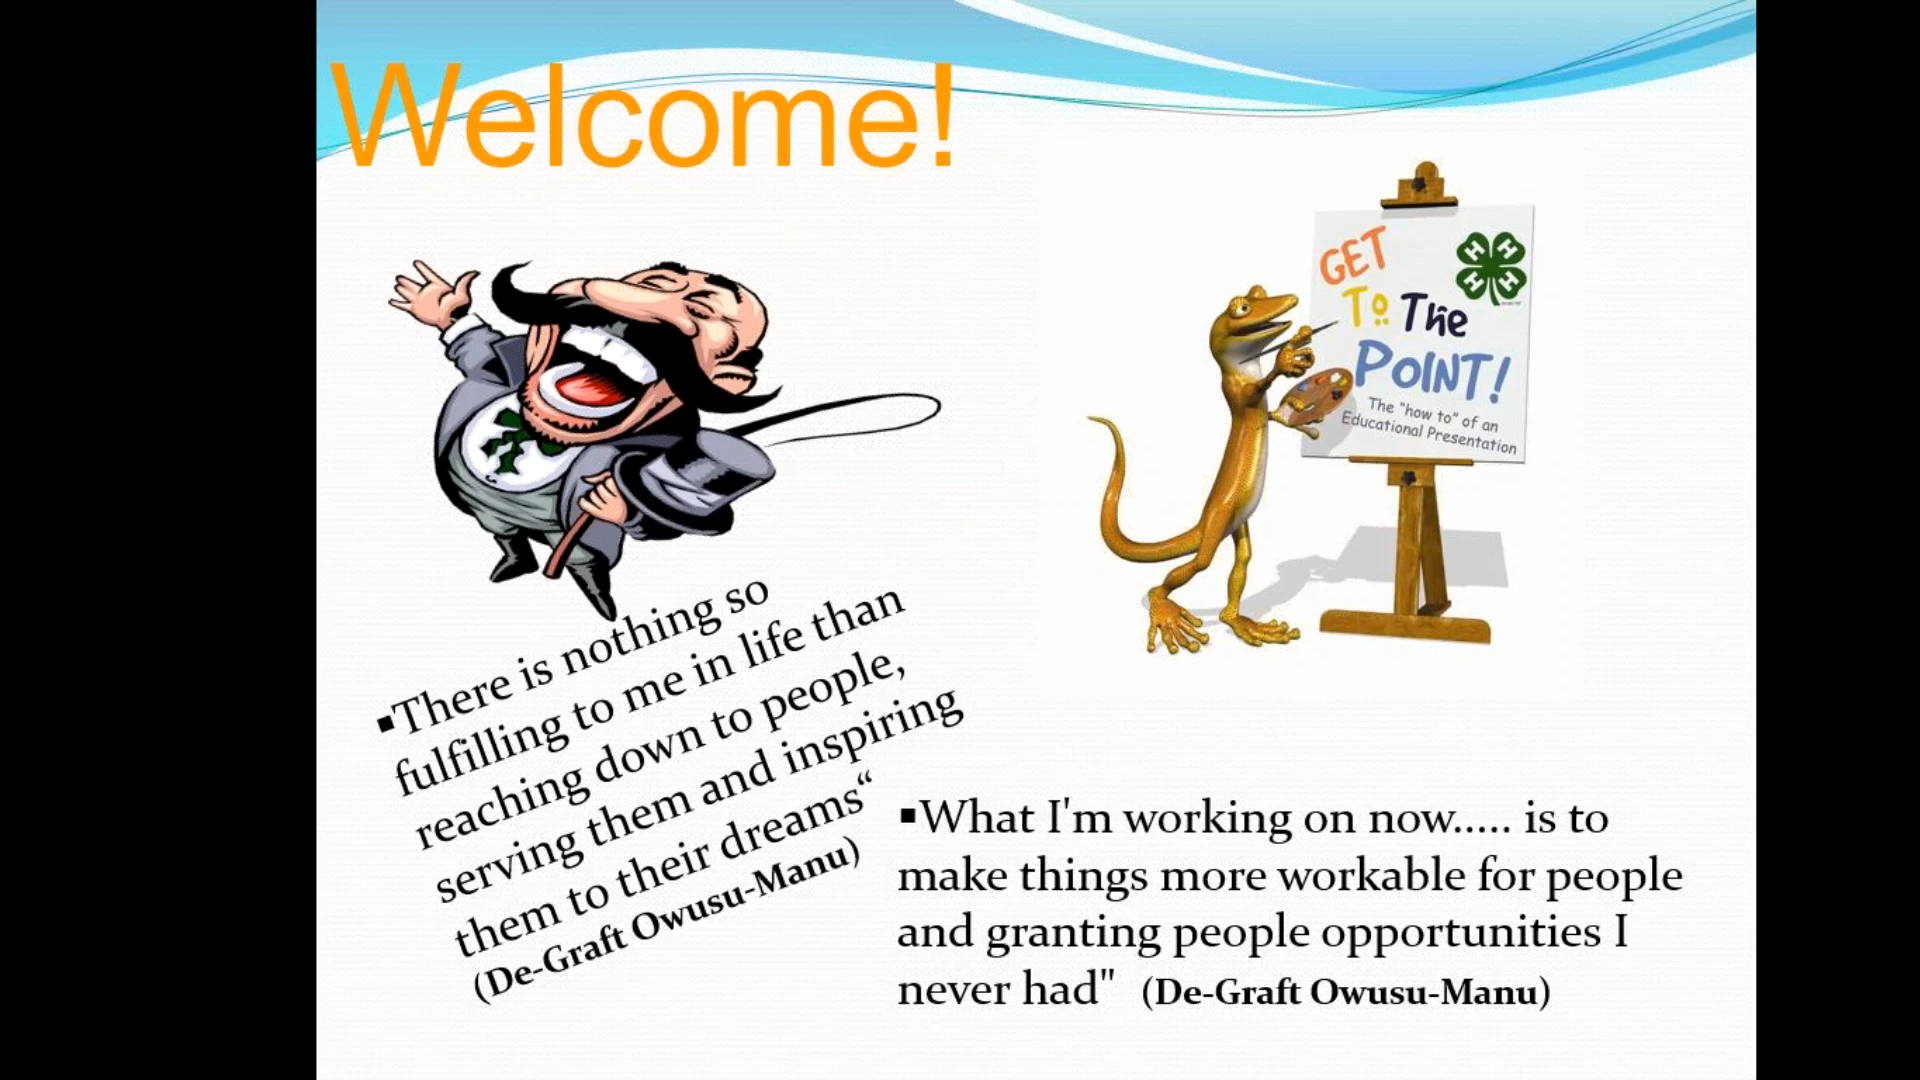 Welcome!
GET
To The
POINT!
The "how to" of an
Educational Presentation
H H
H H
▪There is nothing so
fulfilling to me in life than
reaching down to people,
serving them and inspiring
them to their dreams“
(De-Graft Owusu-Manu)
▪What I'm working on now..... is to
make things more workable for people
and granting people opportunities I
never had" (De-Graft Owusu-Manu)